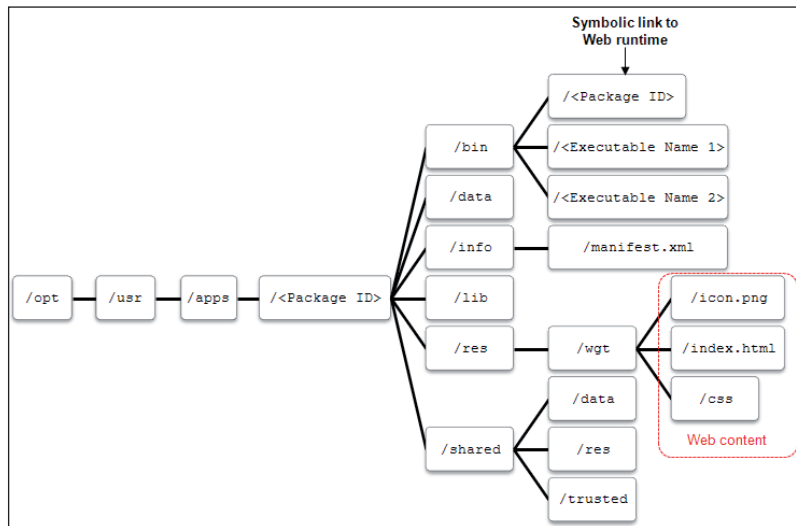 Symbolic link to
Web runtime
/<Package ID>
/bin
/<Executable Name 1>
/data
/<Executable Name 2>
/info
/manifest.xml
/opt
/usr
/apps
/<Package ID>
/lib
/icon.png
/res
/wgt
/index.html
/data
/css
/shared
/res
Web content
/trusted